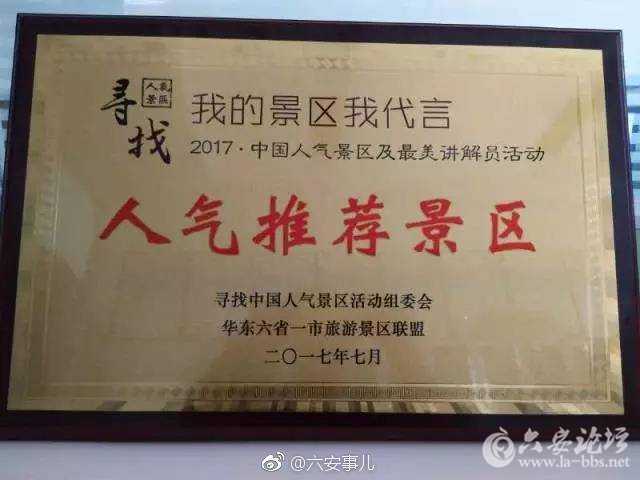 寻找
人气
景区
我的景区我代言
2017·中国人气景区及最美讲解员活动
人气推荐景区
寻找中国人气景区活动组委会
华东六省一市旅游景区联盟
二〇一七年七月
@六安事儿
六安论坛
www.la-bbs.net